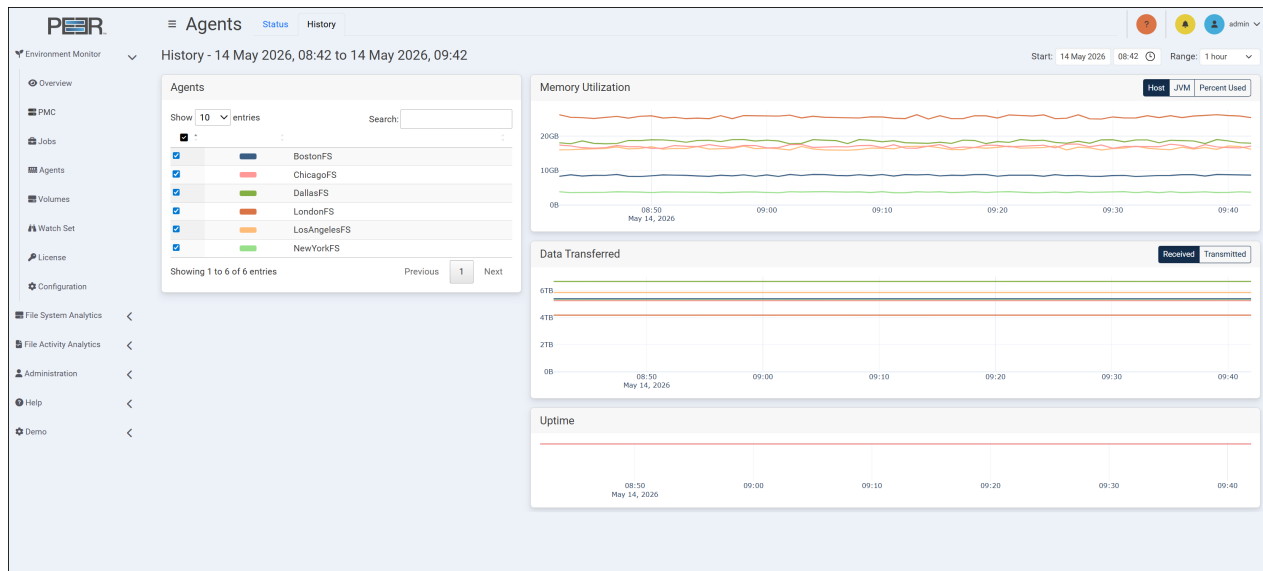 PEER
Agents
Status
History
?
admin
Environment Monitor
Overview
PMC
Jobs
Agents
Volumes
Watch Set
License
Configuration
File System Analytics
File Activity Analytics
Administration
Help
Demo
History - 14 May 2026, 08:42 to 14 May 2026, 09:42
Start: 14 May 2026 08:42 Range: 1 hour
Agents
Show 10 entries
Search:
BostonFS
ChicagoFS
DallasFS
LondonFS
LosAngelesFS
NewYorkFS
Showing 1 to 6 of 6 entries
Previous 1 Next
Memory Utilization
Host JVM Percent Used
20GB
10GB
0B
08:50 09:00 09:10 09:20 09:30 09:40
May 14, 2026
Data Transferred
Received Transmitted
6TB
4TB
2TB
0B
08:50 09:00 09:10 09:20 09:30 09:40
May 14, 2026
Uptime
08:50 09:00 09:10 09:20 09:30 09:40
May 14, 2026